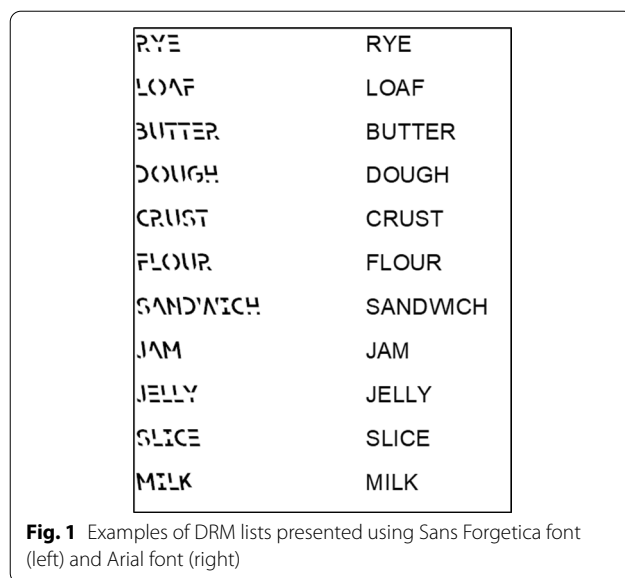 RYE RYE
LOAF LOAF
BUTTER BUTTER
DOUGH DOUGH
CRUST CRUST
FLOUR FLOUR
SANDWICH SANDWICH
JAM JAM
JELLY JELLY
SLICE SLICE
MILK MILK
Fig. 1 Examples of DRM lists presented using Sans Forgetica font
(left) and Arial font (right)